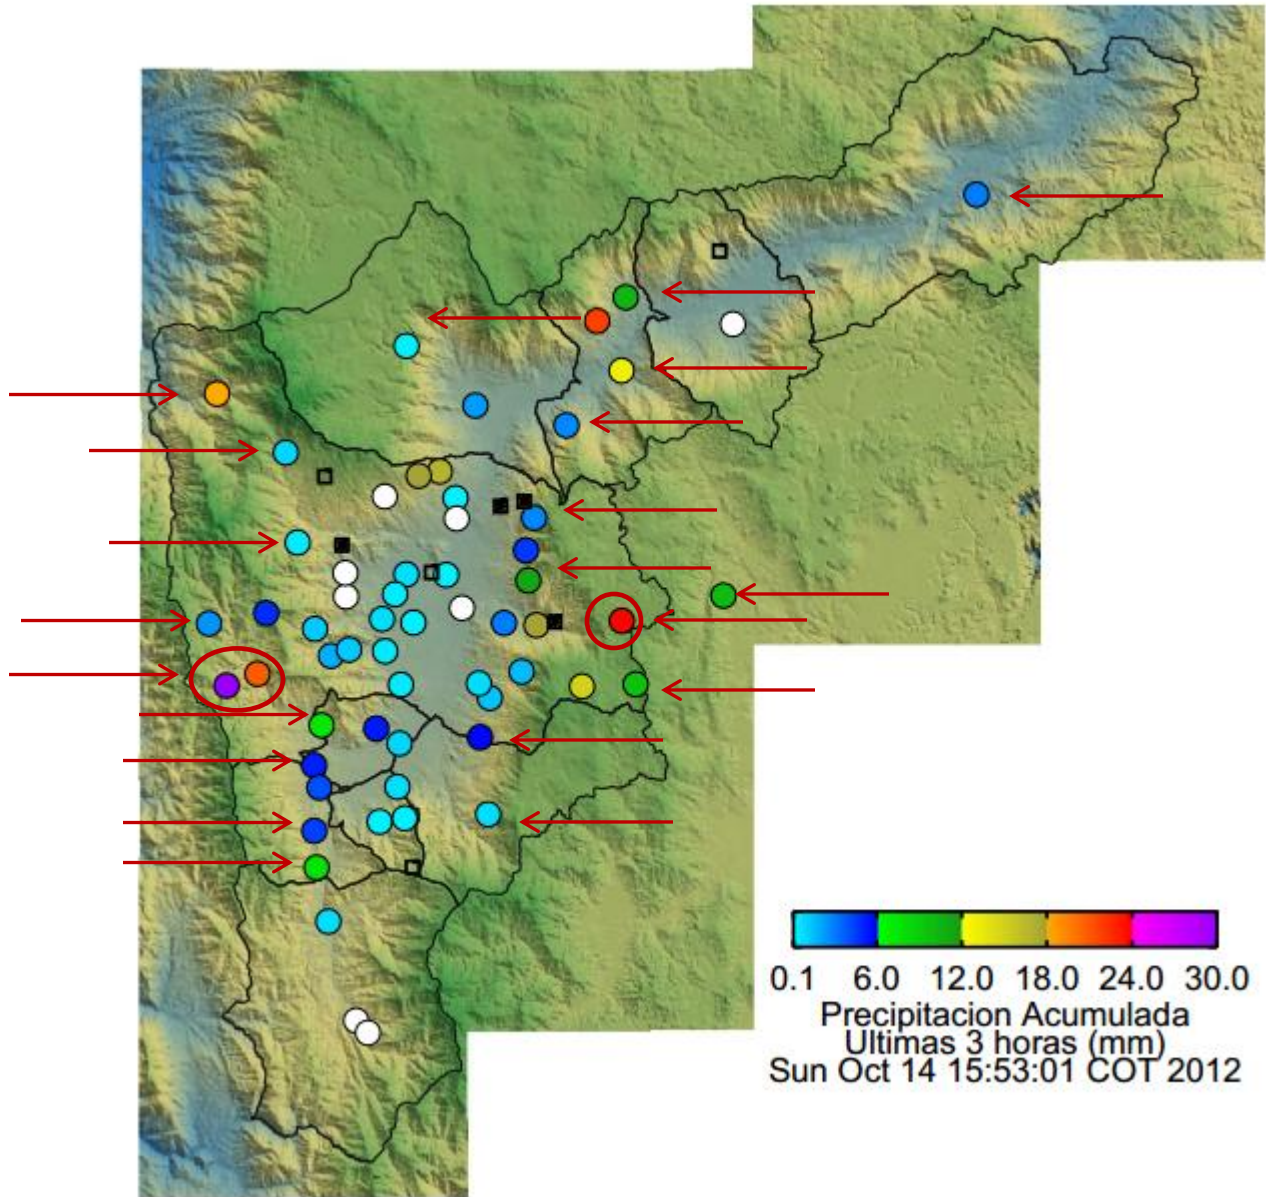 0.1 6.0 12.0 18.0 24.0 30.0
Precipitacion Acumulada
Ultimas 3 horas (mm)
Sun Oct 14 15:53:01 COT 2012